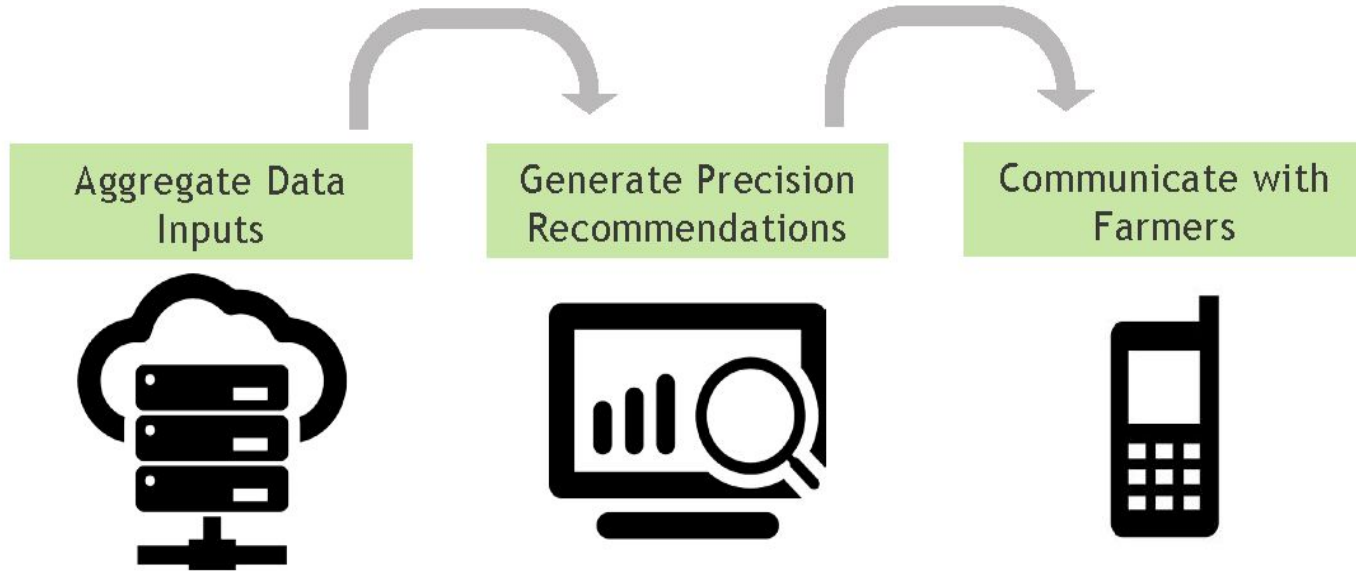 Aggregate Data
Inputs
Generate Precision
Recommendations
Communicate with
Farmers